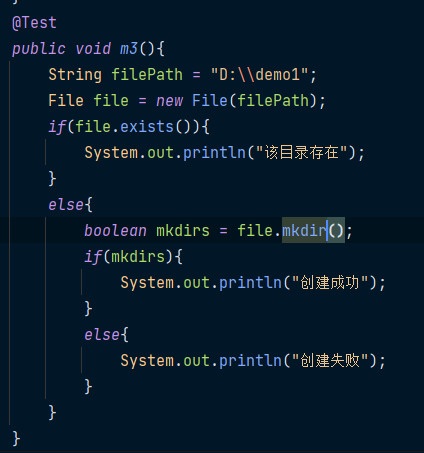 }
@Test
public void m3(){
String filePath = "D:\\demo1";
File file = new File(filePath);
if(file.exists()){
System.out.println("该目录存在");
}
else{
boolean mkdirs = file.mkdir();
if(mkdirs){
System.out.println("创建成功");
}
else{
System.out.println("创建失败");
}
}
}